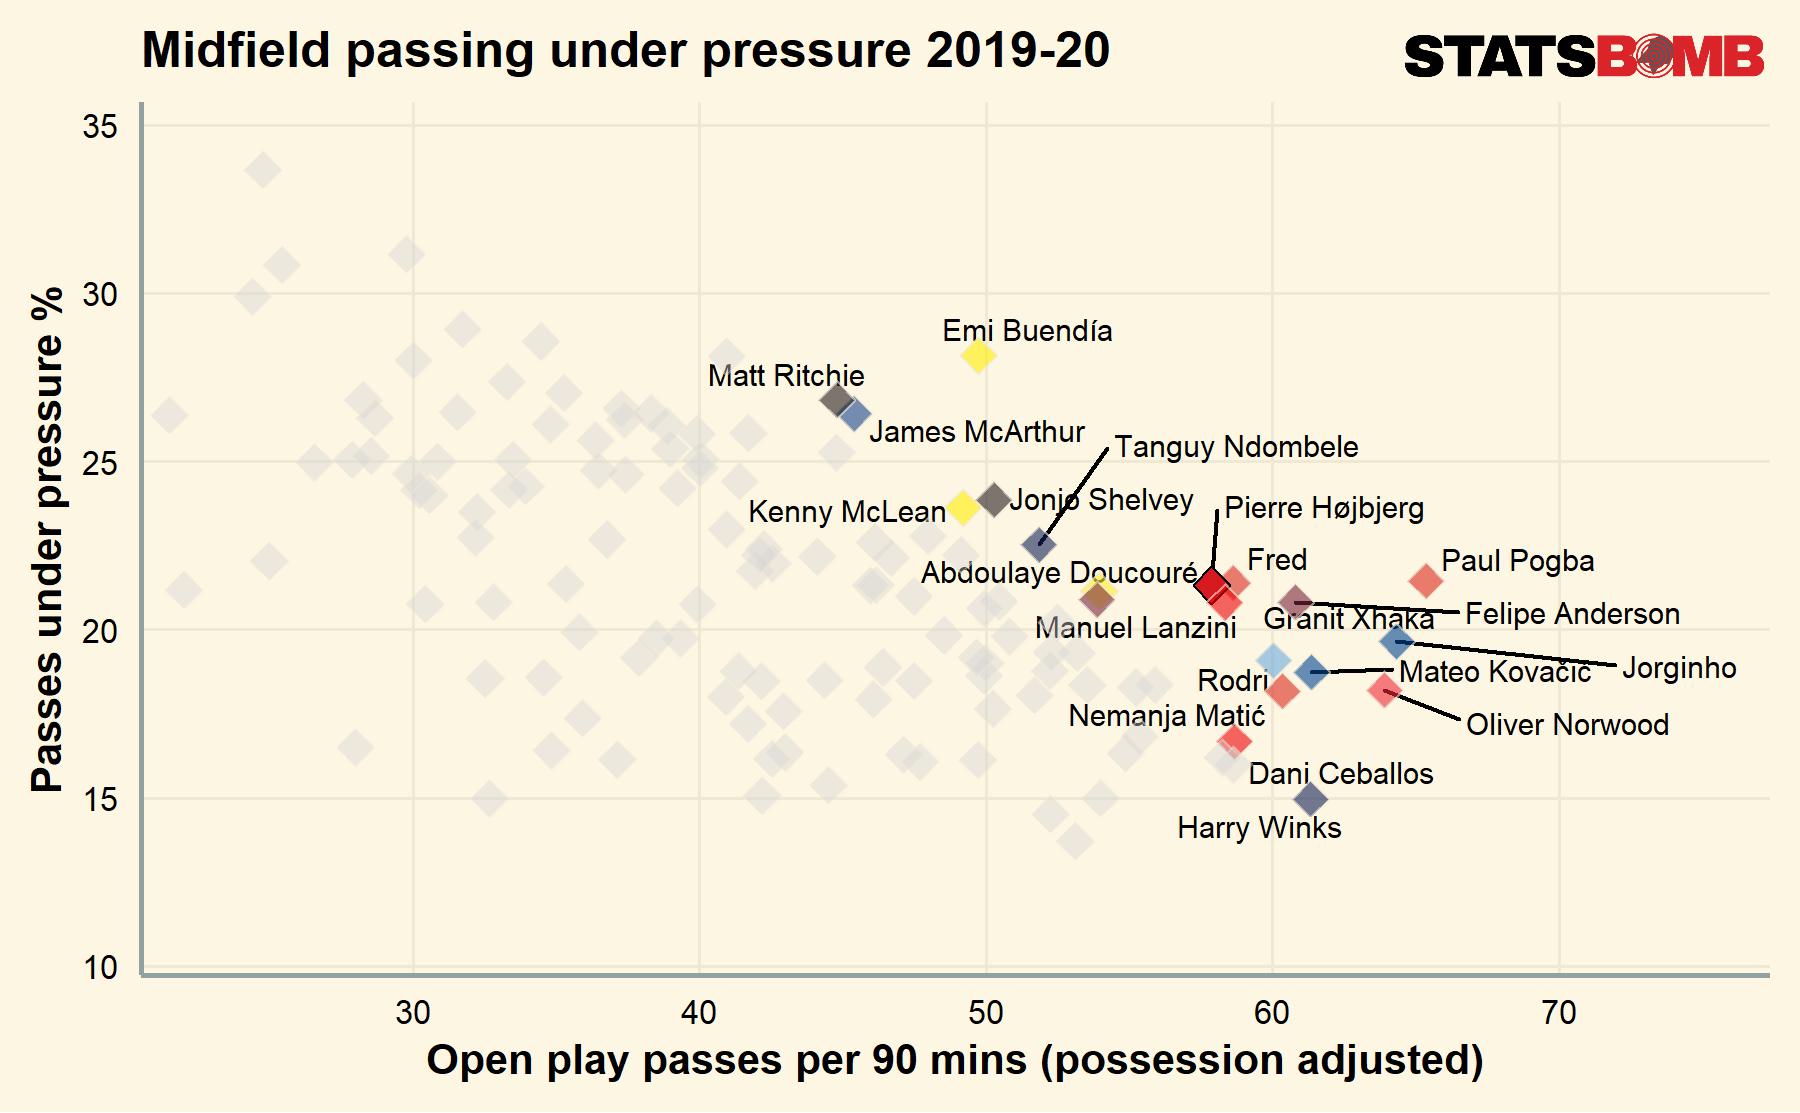 Midfield passing under pressure 2019-20
STATSBOMB
35
30
25
20
15
10
Passes under pressure %
Emi Buendía
Matt Ritchie
James McArthur
Tanguy Ndombele
Kenny McLean
Jonjo Shelvey
Pierre Højbjerg
Abdoulaye Doucouré
Fred
Paul Pogba
Manuel Lanzini
Granit Xhaka
Felipe Anderson
Rodri
Mateo Kovačić
Jorginho
Nemanja Matić
Oliver Norwood
Dani Ceballos
Harry Winks
30
40
50
60
70
Open play passes per 90 mins (possession adjusted)